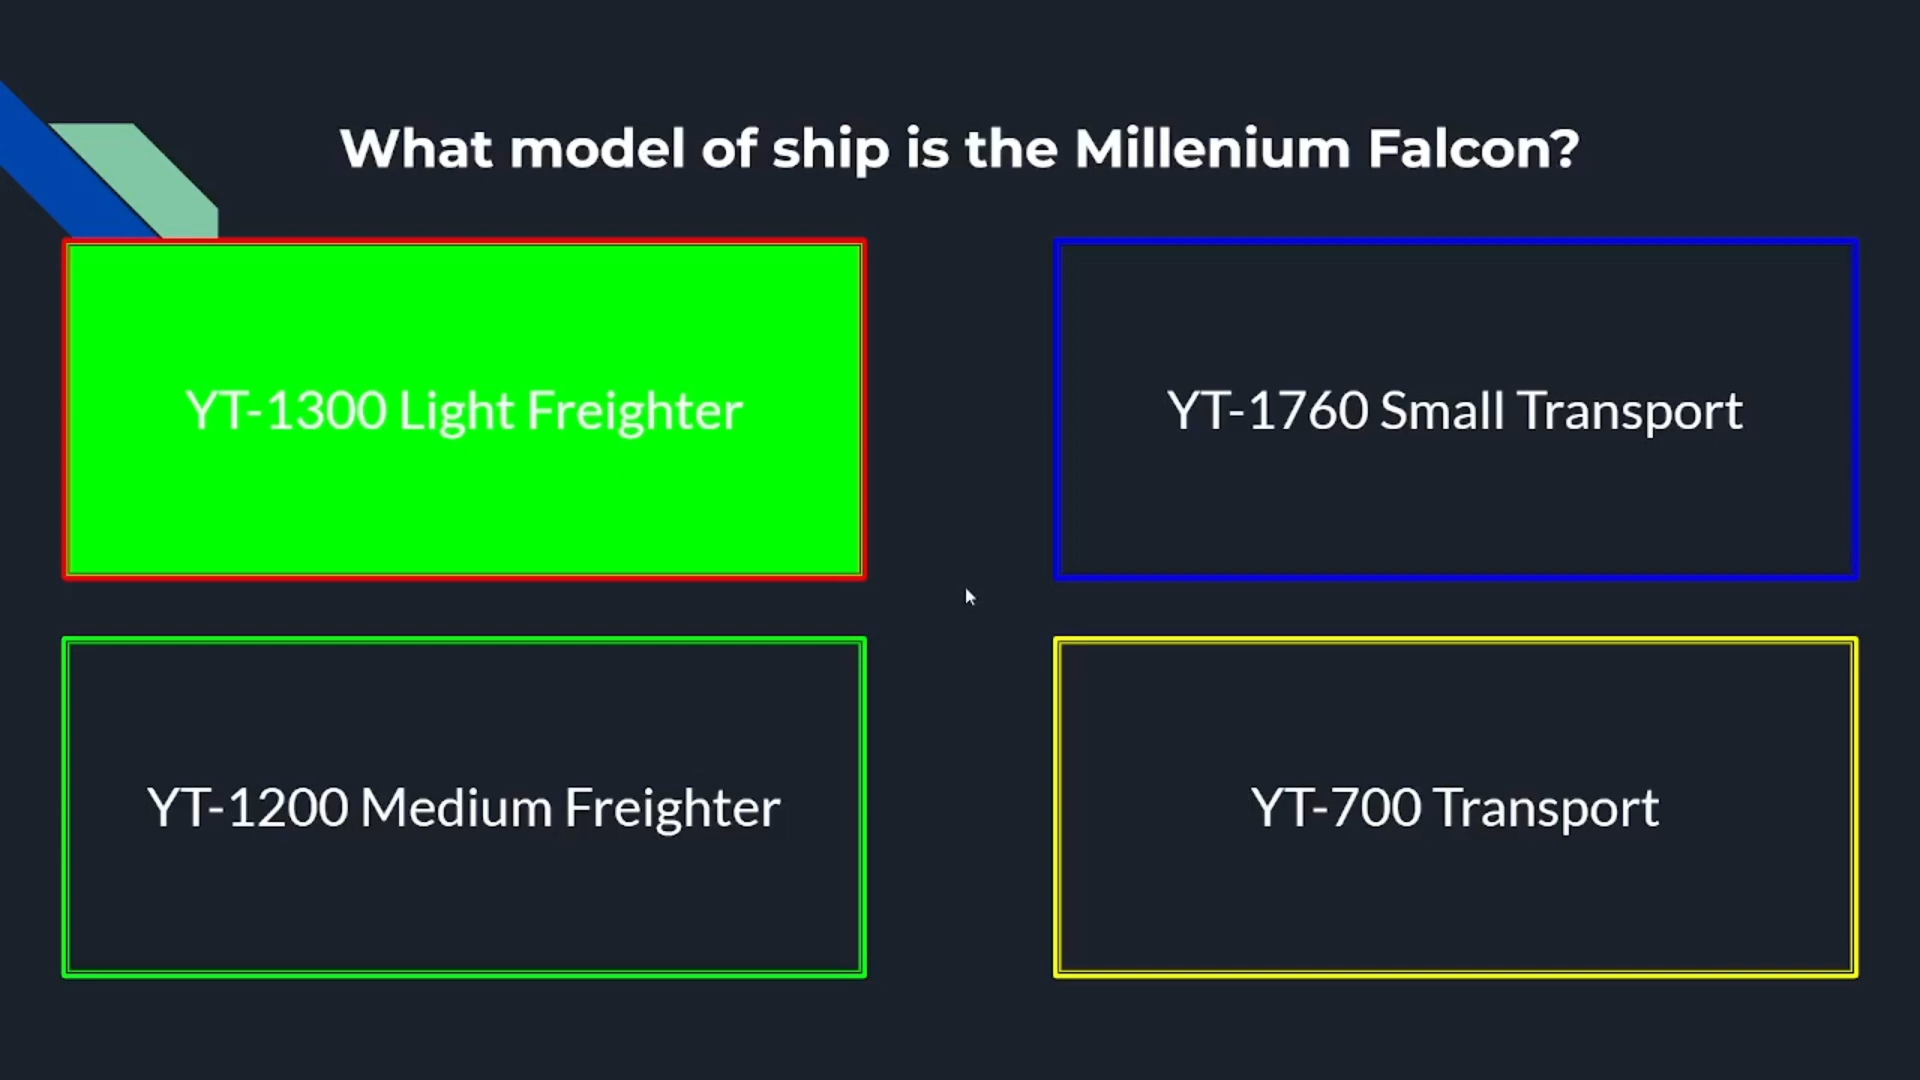 What model of ship is the Millenium Falcon?
YT-1300 Light Freighter
YT-1760 Small Transport
YT-1200 Medium Freighter
YT-700 Transport